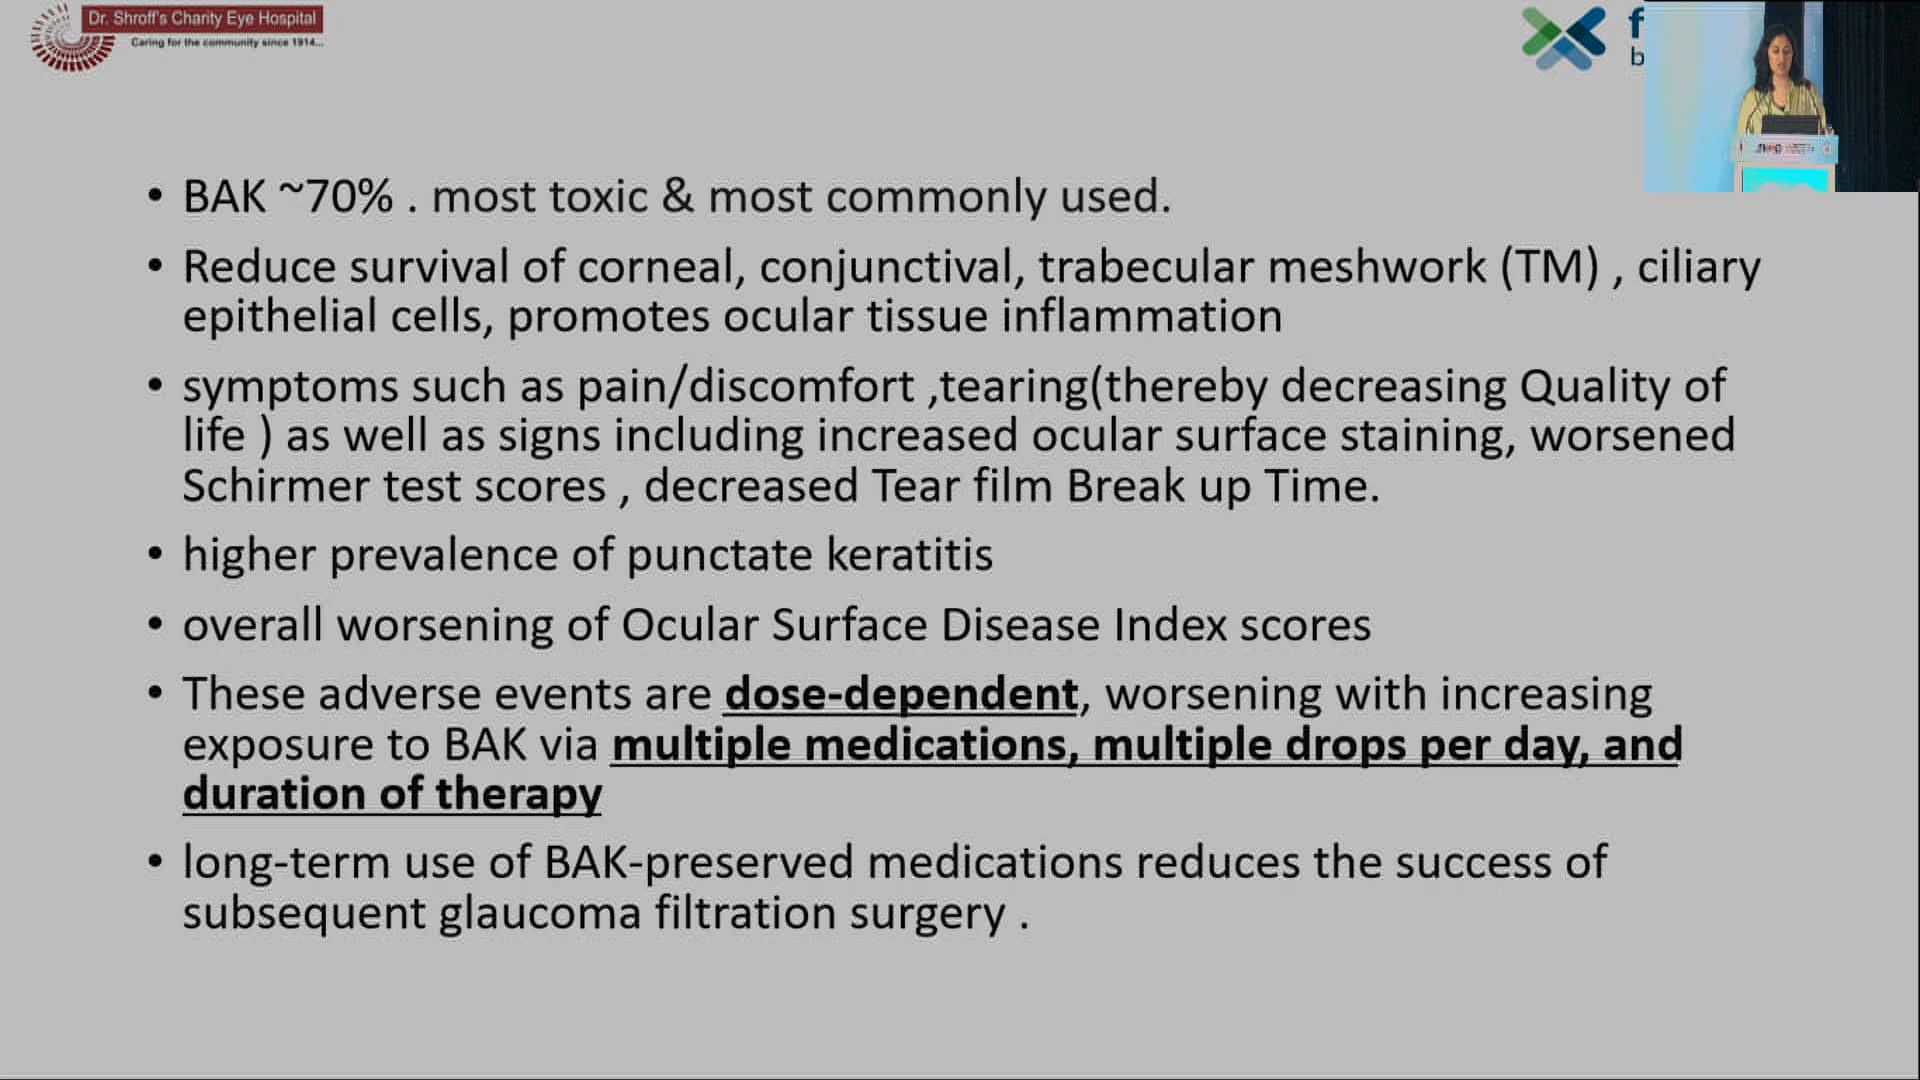 Dr. Shroff's Charity Eye Hospital
Caring for the community since 1914...
• BAK ~70% . most toxic & most commonly used.
• Reduce survival of corneal, conjunctival, trabecular meshwork (TM) , ciliary
epithelial cells, promotes ocular tissue inflammation
• symptoms such as pain/discomfort ,tearing(thereby decreasing Quality of
life ) as well as signs including increased ocular surface staining, worsened
Schirmer test scores , decreased Tear film Break up Time.
• higher prevalence of punctate keratitis
• overall worsening of Ocular Surface Disease Index scores
• These adverse events are dose-dependent, worsening with increasing
exposure to BAK via multiple medications, multiple drops per day, and
duration of therapy
• long-term use of BAK-preserved medications reduces the success of
subsequent glaucoma filtration surgery .